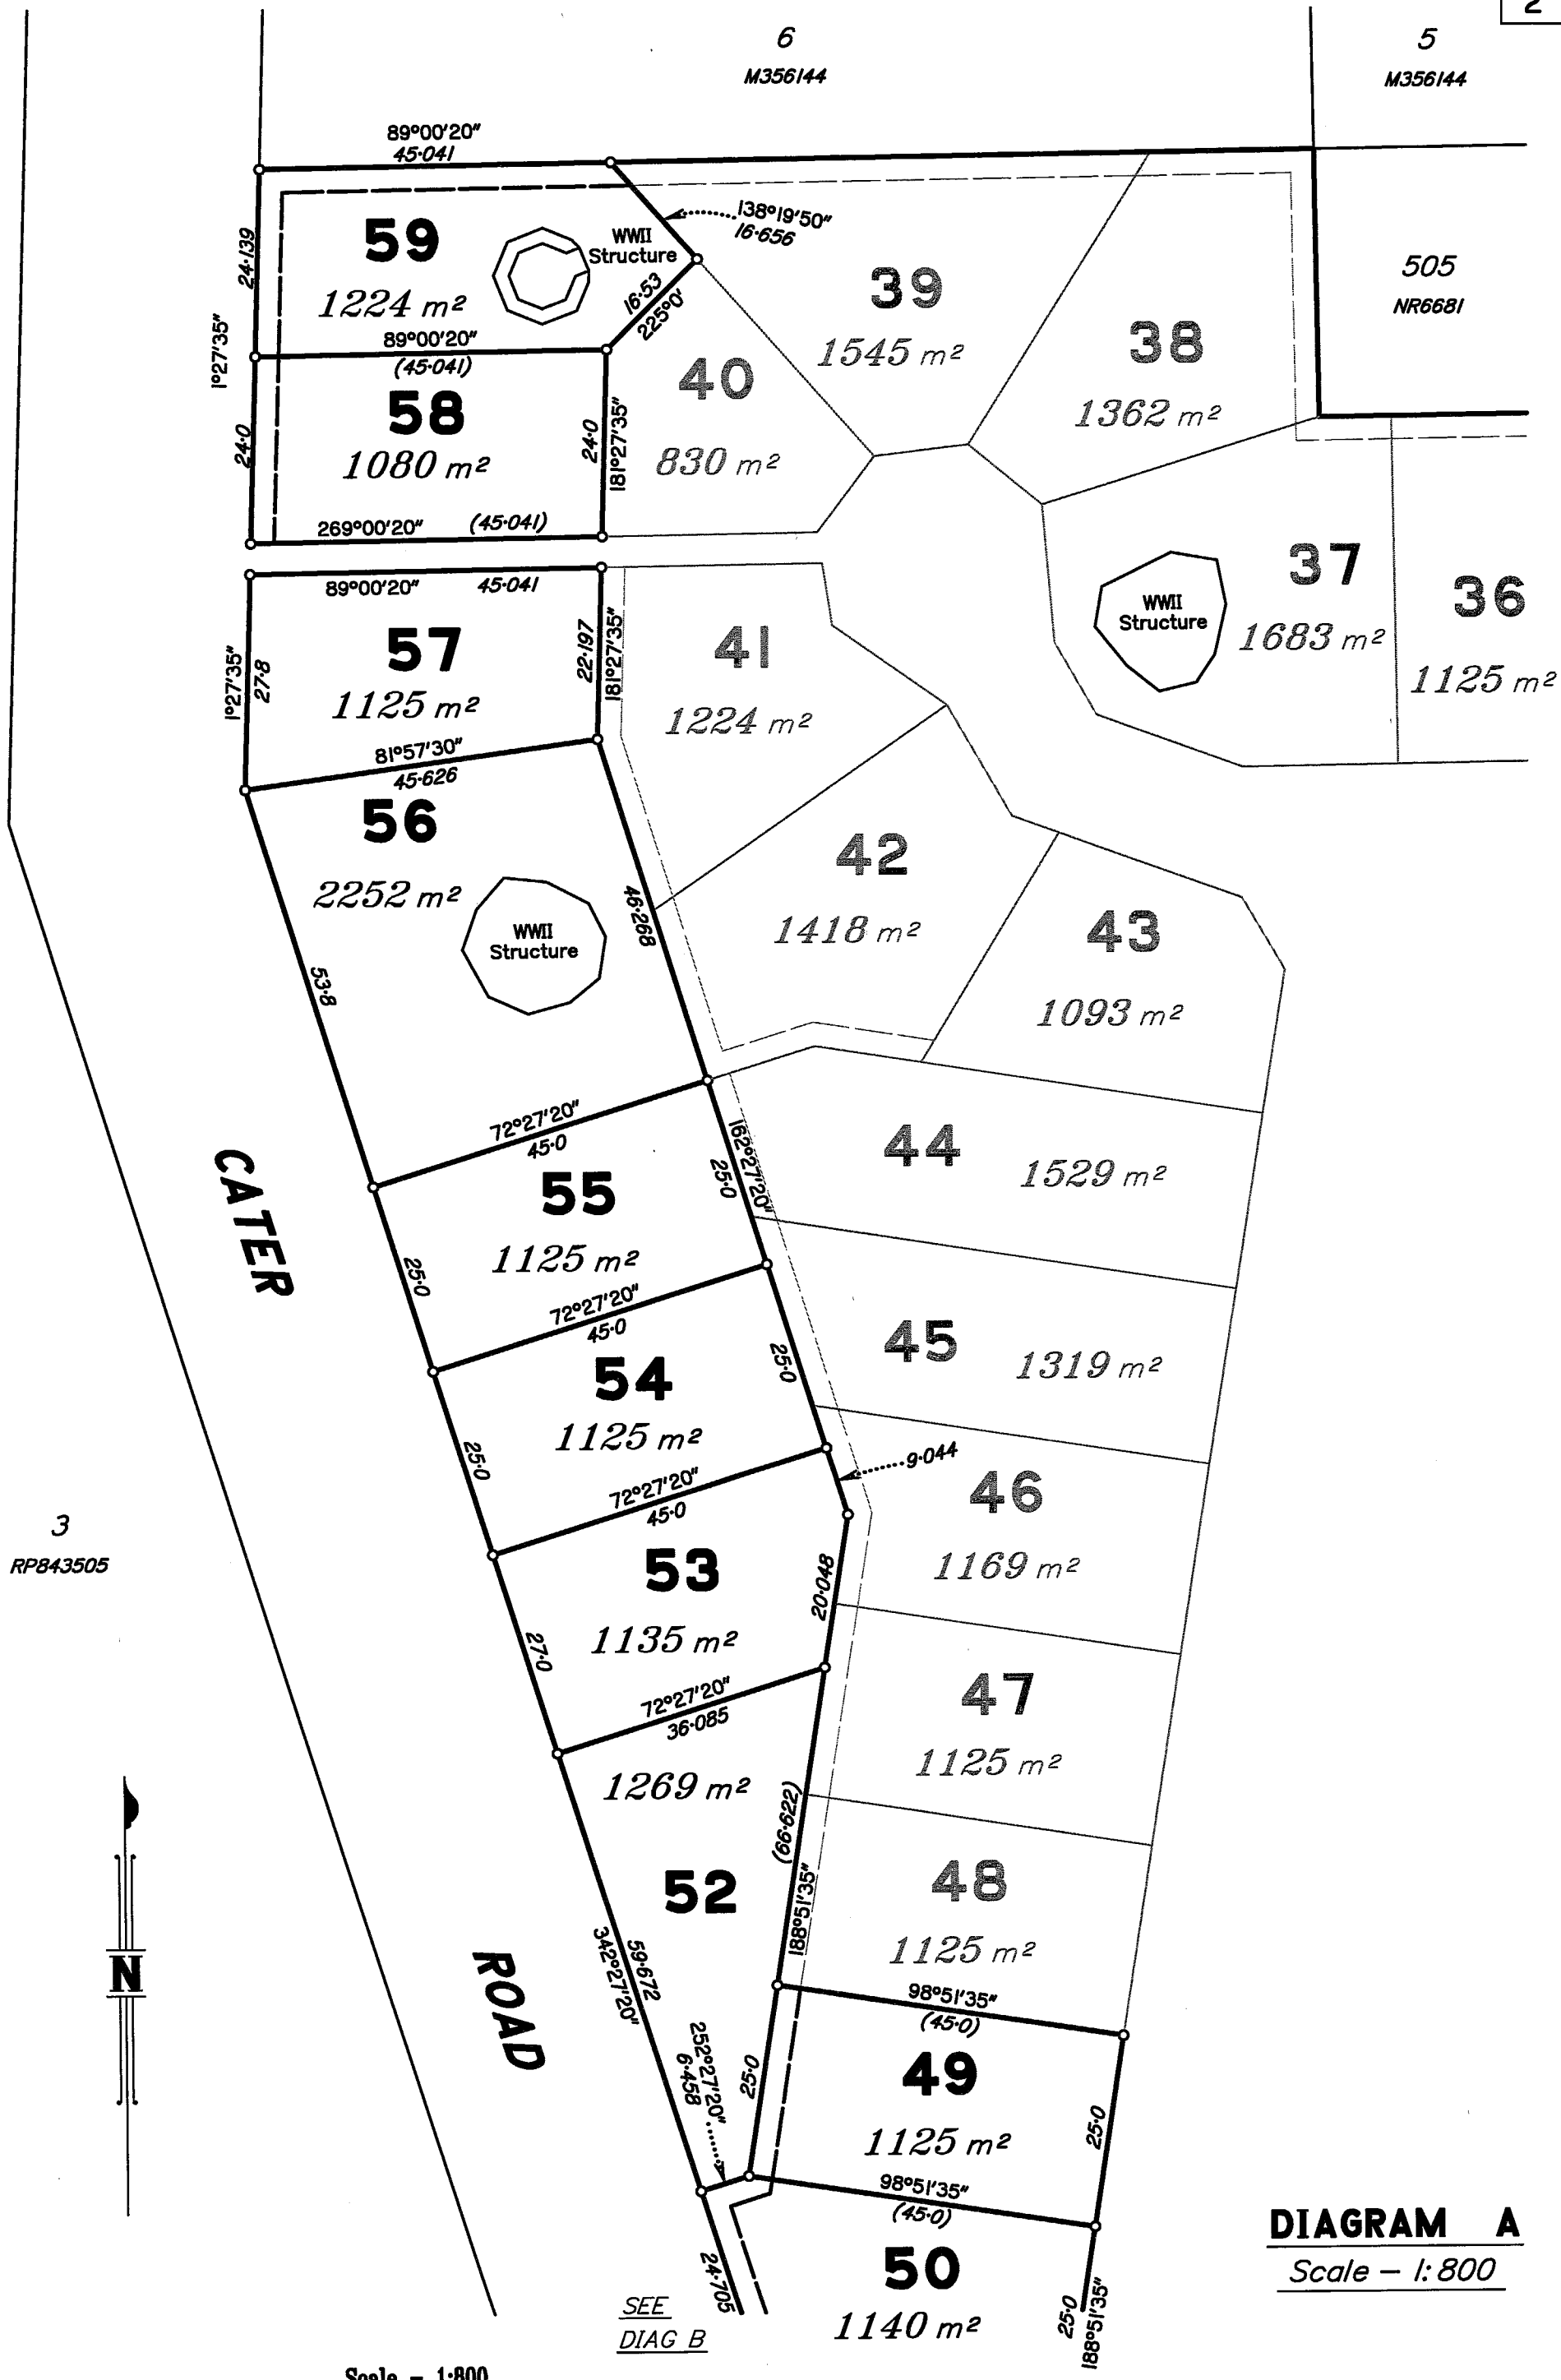 2
6
M356144
5
M356144
89°00'20"
45·041
138°19'50"
16·656
59
1224 m²
WWII
Structure
24·139
1°27'35"
16·53
225°0'
39
1545 m²
38
1362 m²
505
NR6681
89°00'20"
(45·041)
58
1080 m²
24·0
24·0
181°27'35"
40
830 m²
269°00'20" (45·041)
89°00'20" 45·041
57
1125 m²
1°27'35"
27·8
22·197
181°27'35"
41
1224 m²
WWII
Structure
37
1683 m²
36
1125 m²
81°57'30"
45·626
56
2252 m²
WWII
Structure
53·8
46·268
42
1418 m²
43
1093 m²
72°27'20"
45·0
162°27'20"
25·0
44
1529 m²
CATER
55
1125 m²
25·0
72°27'20"
45·0
45
1319 m²
54
1125 m²
25·0
25·0
9·044
72°27'20"
45·0
46
1169 m²
3
RP843505
53
1135 m²
27·0
20·048
72°27'20"
36·085
47
1125 m²
1269 m²
(66·622)
188°51'35"
52
48
1125 m²
59·672
342°27'20"
N
ROAD
98°51'35"
(45·0)
252°27'20"
6·458
25·0
49
1125 m²
25·0
98°51'35"
(45·0)
DIAGRAM A
Scale – 1:800
24·705
50
1140 m²
25·0
188°51'35"
SEE
DIAG B
Scale – 1:800